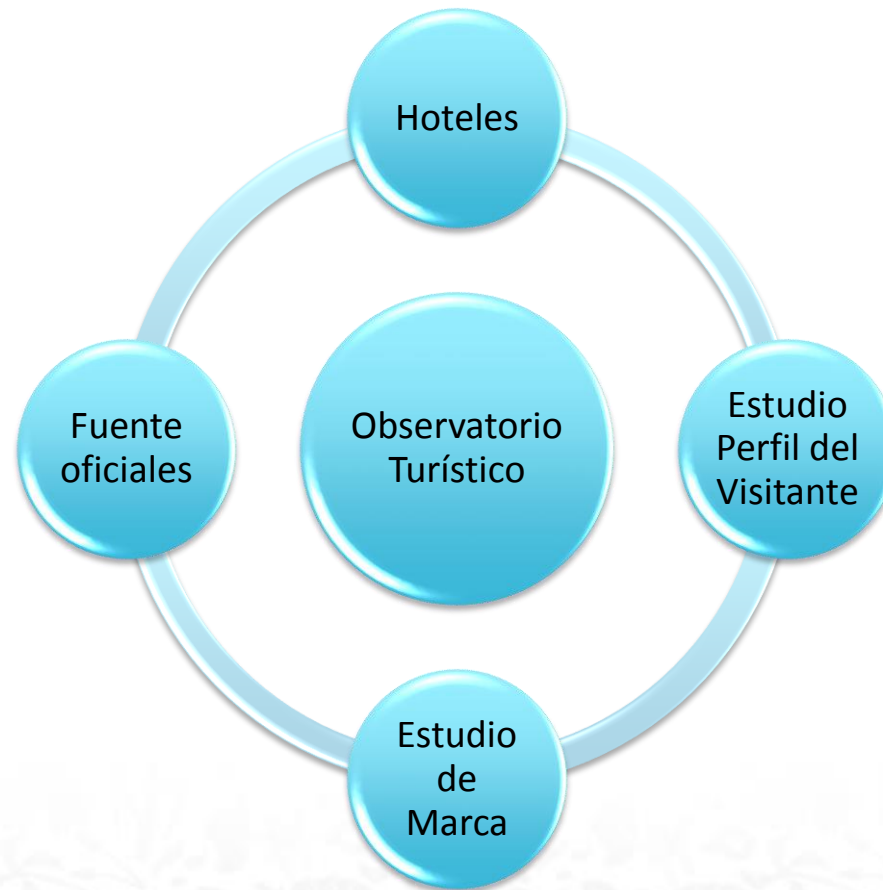 Hoteles
Fuente
oficiales
Observatorio
Turístico
Estudio
Perfil del
Visitante
Estudio
de
Marca